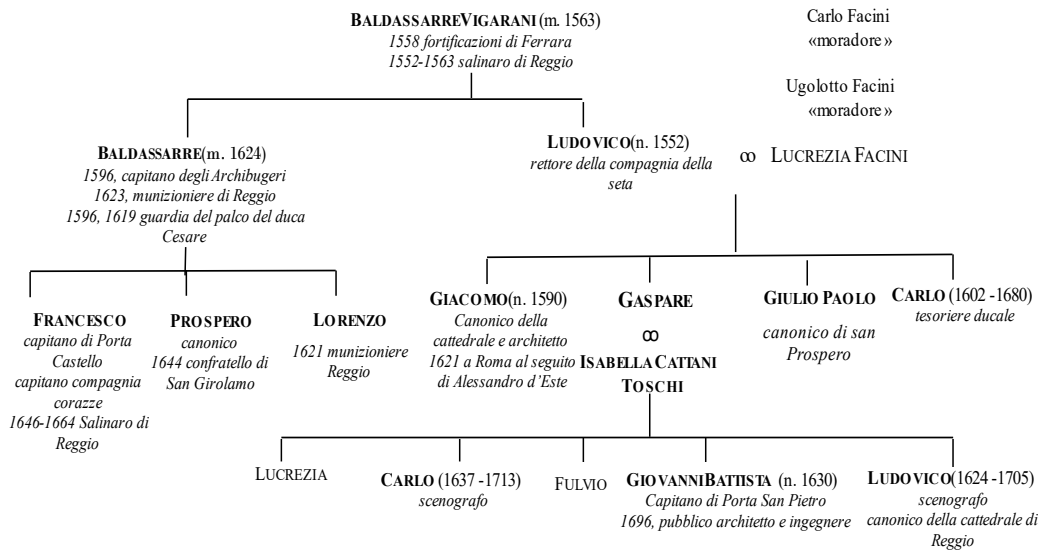 BALDASSARRE VIGARANI (m. 1563)
1558 fortificazioni di Ferrara
1552-1563 salinaro di Reggio
Carlo Facini
«moradore»
Ugolotto Facini
«moradore»
BALDASSARRE (m. 1624)
1596, capitano degli Archibugeri
1623, munizioniere di Reggio
1596, 1619 guardia del palco del duca
Cesare
LUDOVICO (n. 1552)
rettore della compagnia della
seta
∞ LUCREZIA FACINI
FRANCESCO
capitano di Porta
Castello
capitano compagnia
corazze
1646-1664 Salinaro di
Reggio
PROSPERO
canonico
1644 confratello di
San Girolamo
LORENZO
1621 munizioniere
Reggio
GIACOMO (n. 1590)
Canonico della
cattedrale e architetto
1621 a Roma al seguito
di Alessandro d’Este
GASPARE
∞
ISABELLA CATTANI
TOSCHI
GIULIO PAOLO
canonico di san
Prospero
CARLO (1602 -1680)
tesoriere ducale
LUCREZIA
CARLO (1637 -1713)
scenografo
FULVIO
GIOVANNI BATTISTA (n. 1630)
Capitano di Porta San Pietro
1696, pubblico architetto e ingegnere
LUDOVICO (1624 -1705)
scenografo
canonico della cattedrale di
Reggio